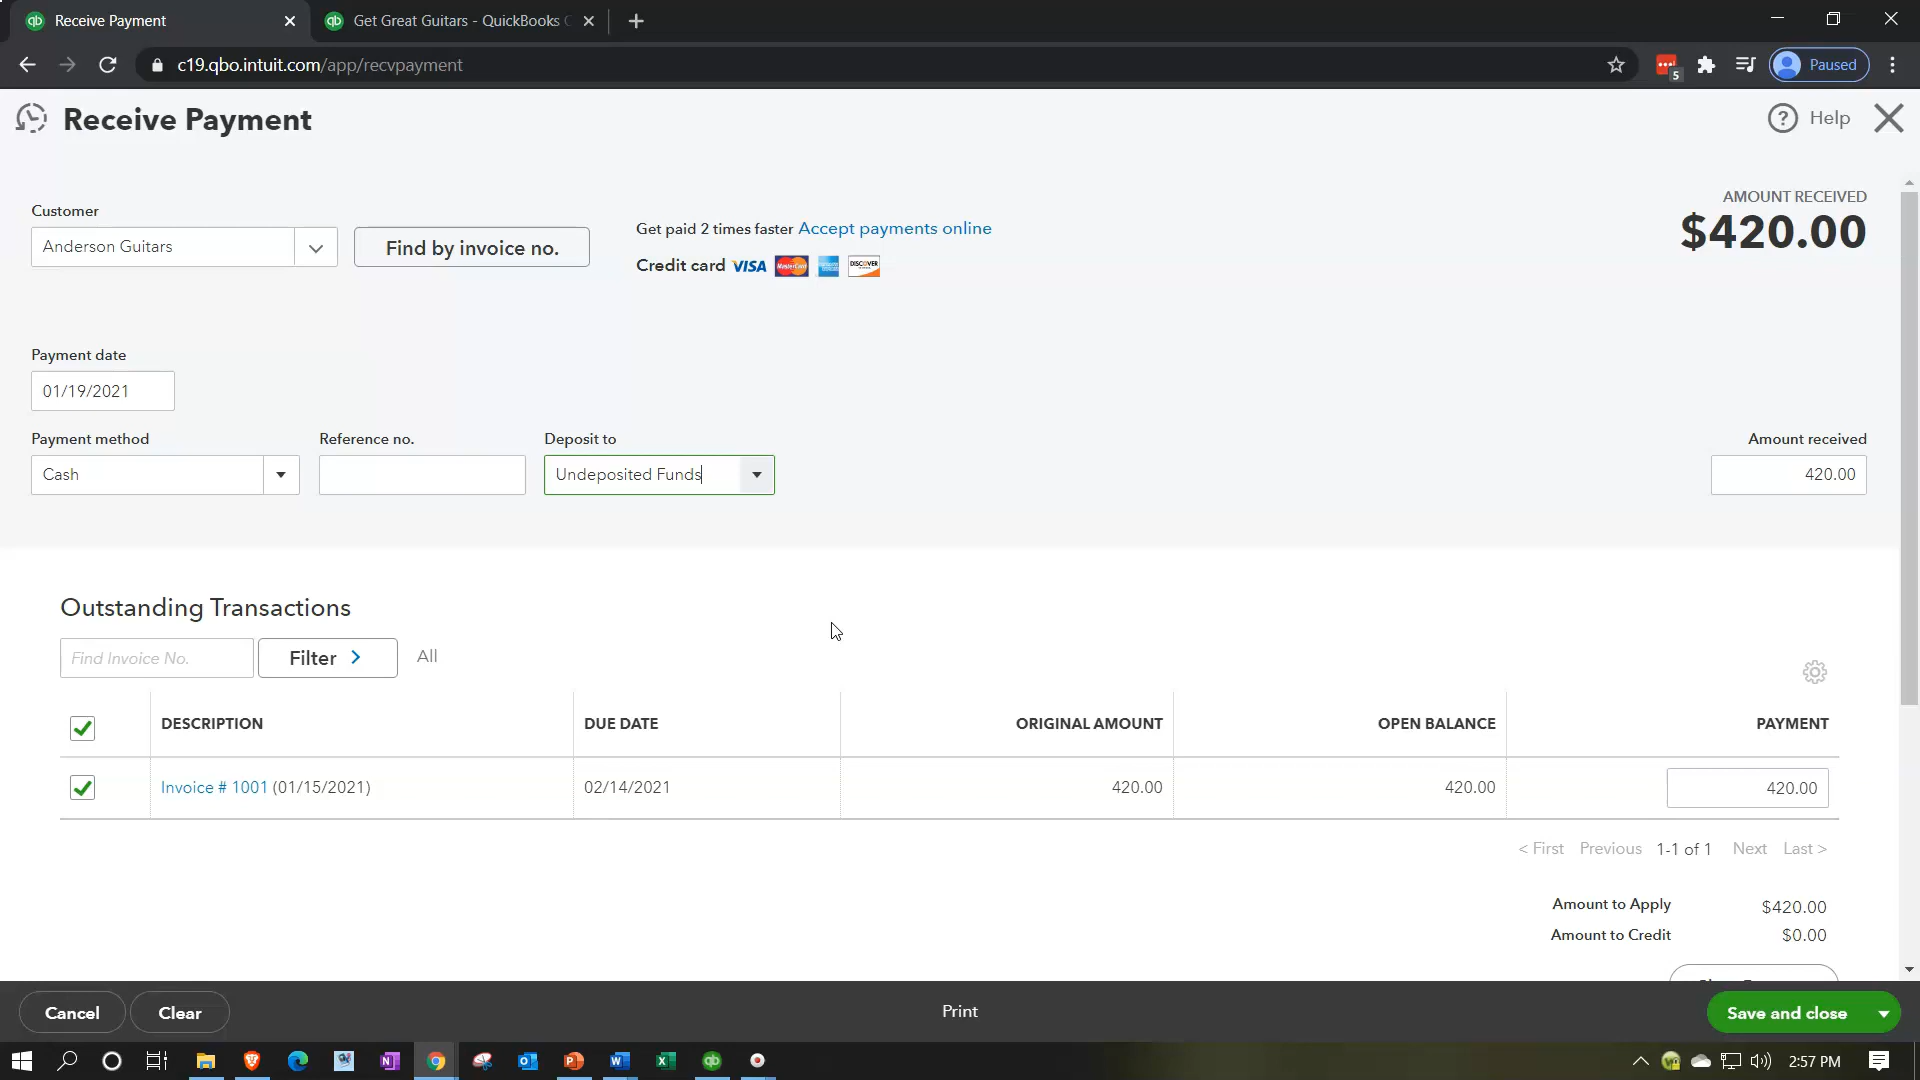 Receive Payment
Get Great Guitars - QuickBooks
c19.qbo.intuit.com/app/recvpayment
5
Paused
Receive Payment
Help
Customer
Anderson Guitars
Find by invoice no.
Get paid 2 times faster Accept payments online
Credit card VISA MasterCard DISCOVER
AMOUNT RECEIVED
$420.00
Payment date
01/19/2021
Payment method
Reference no.
Deposit to
Amount received
Cash
Undeposited Funds
420.00
Outstanding Transactions
Find Invoice No.
Filter
All
DESCRIPTION
DUE DATE
ORIGINAL AMOUNT
OPEN BALANCE
PAYMENT
Invoice # 1001 (01/15/2021)
02/14/2021
420.00
420.00
420.00
< First Previous 1-1 of 1 Next Last >
Amount to Apply
$420.00
Amount to Credit
$0.00
Cancel
Clear
Print
Save and close
2:57 PM